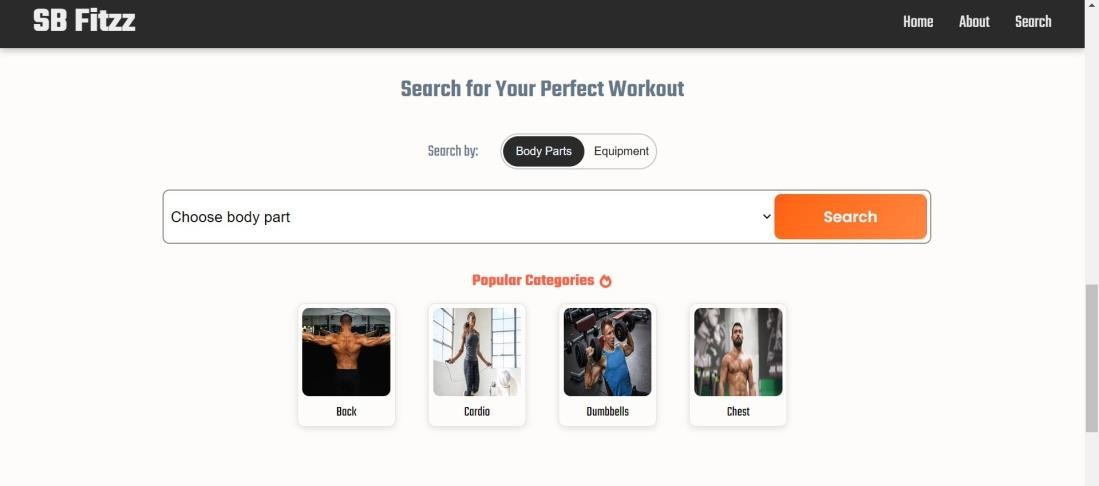 SB Fitzz
Home About Search
Search for Your Perfect Workout
Search by: Body Parts Equipment
Choose body part Search
Popular Categories
Back Cardio Dumbbells Chest